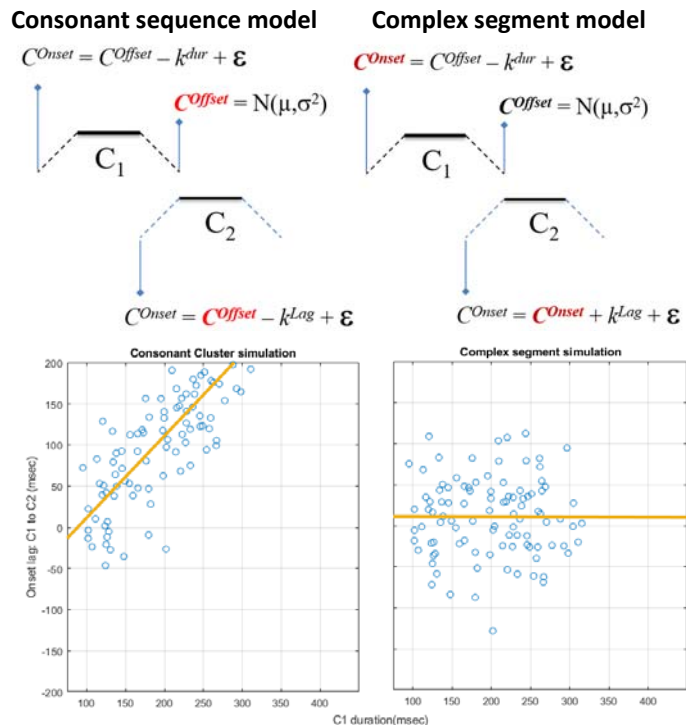 Consonant sequence model
Complex segment model
C^Onset = C^Offset − k^dur + ε
C^Offset = N(μ,σ²)
C₁
C₂
C^Onset = C^Offset − k^Lag + ε
C^Onset = C^Offset − k^dur + ε
C^Offset = N(μ,σ²)
C₁
C₂
C^Onset = C^Onset + k^Lag + ε
Consonant Cluster simulation
Onset lag: C1 to C2 (msec)
200
150
100
50
0
-50
-100
-150
-200
100 150 200 250 300 350 400
Complex segment simulation
100 150 200 250 300 350 400
C1 duration(msec)